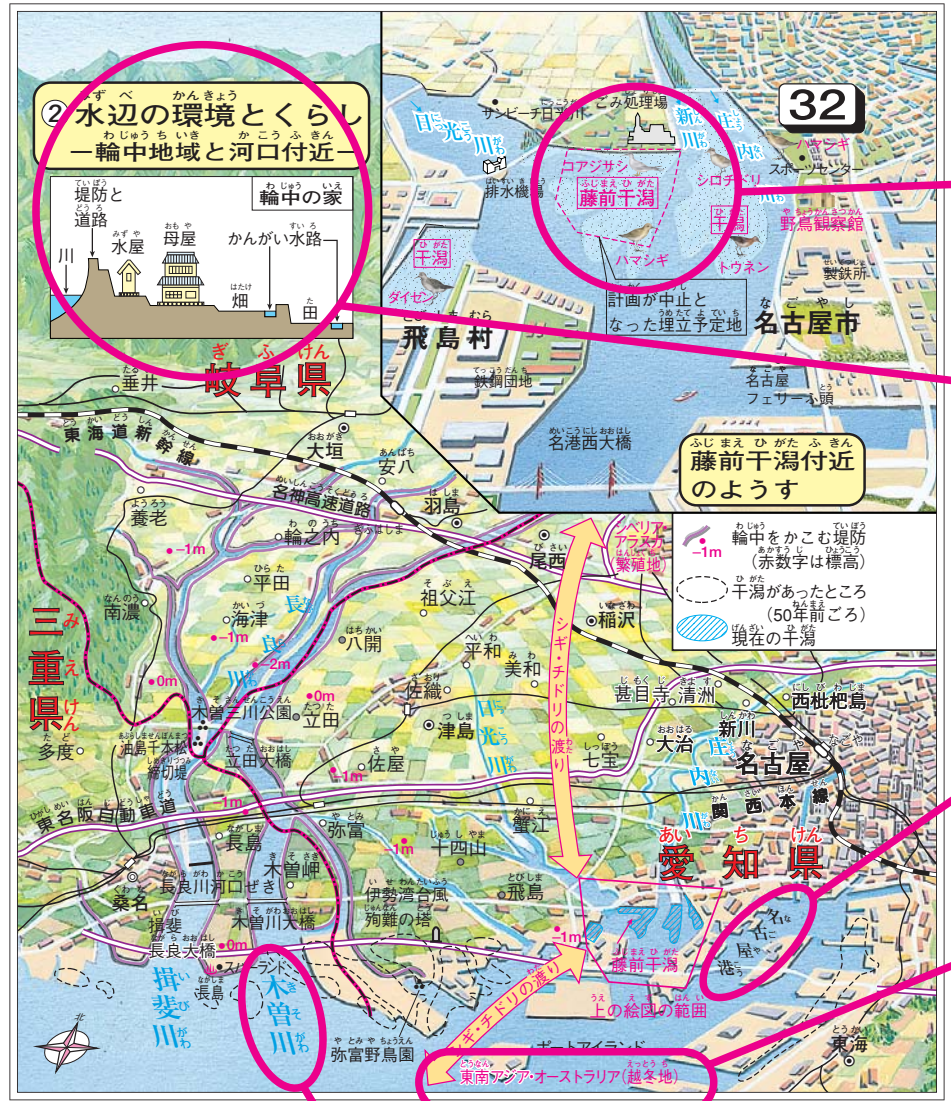 ② 水辺の環境とくらし
ー輪中地域と河口付近ー
輪中の家
堤防と
道路
川
水屋
母屋
かんがい水路
畑
田
32
サンビーチ日光川
ごみ処理場
日光川
新川
庄内川
ハマシギ
スポーツセンター
排水機場
コアジサシ
藤前干潟
シロチドリ
干潟
野鳥観察館
干潟
ハマシギ
トウネン
製鉄所
ダイゼン
計画が中止と
なった埋立予定地
飛島村
名古屋市
鉄鋼団地
名古屋
フェリーふ頭
名港西大橋
藤前干潟付近
のようす
岐阜県
垂井
東海道新幹線
大垣
安八
名神高速道路
羽島
養老
輪之内
ぎふはしま
尾西
シベリア・
アラスカ
(繁殖地)
輪中をかこむ堤防
-1m
(赤数字は標高)
干潟があったところ
(50年前ごろ)
現在の干潟
-1m
平田
南濃
海津
長良川
祖父江
稲沢
三重県
-1m
八開
平和
美和
シギ・チドリの渡り
-2m
0m
佐織
甚目寺
清洲
西枇杷島
木曽三川公園
0m
立田
津島
日光川
新川
多度
油島千本松
締切堤
立田大橋
佐屋
七宝
大治
庄内川
名古屋
なごや
-1m
東名阪自動車道
-1m
関西本線
弥富
蟹江
長島
-1m
十四山
愛知県
木曽岬
桑名
長良川河口ぜき
伊勢湾台風
殉難の塔
飛島
揖斐
長良大橋
木曽川大橋
0m
-1m
藤前干潟
名古屋港
スパーランド
長島
揖斐川
木曽川
シギ・チドリの渡り
上の絵図の範囲
北
弥富野鳥園
ポートアイランド
東海
東南アジア・オーストラリア(越冬地)